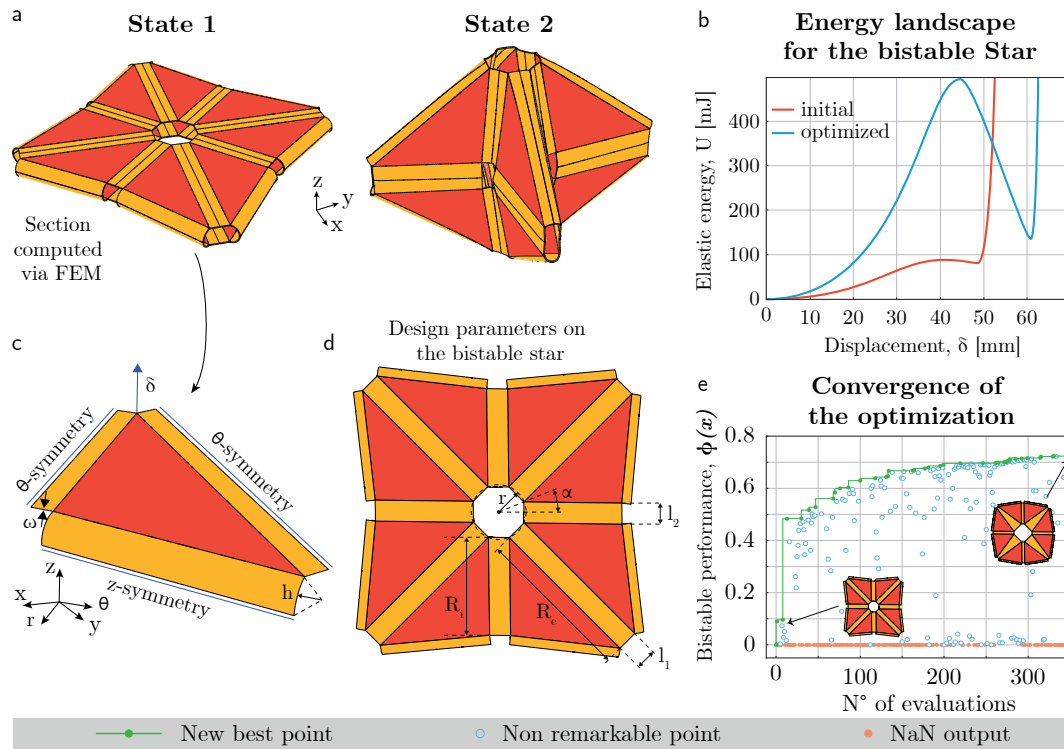 a
State 1
State 2
Section
computed
via FEM
z
y
x
b
Energy landscape
for the bistable Star
Elastic energy, U [mJ]
400
300
200
100
0
initial
optimized
0 10 20 30 40 50 60
Displacement, δ [mm]
c
δ
θ-symmetry
θ-symmetry
ω
z-symmetry
h
z
x
θ
r
y
d
Design parameters on
the bistable star
r
α
l₂
R_i
R_e
l₁
e
Convergence of
the optimization
Bistable performance, ϕ(x)
0.8
0.6
0.4
0.2
0
100 200 300
N° of evaluations
New best point
Non remarkable point
NaN output